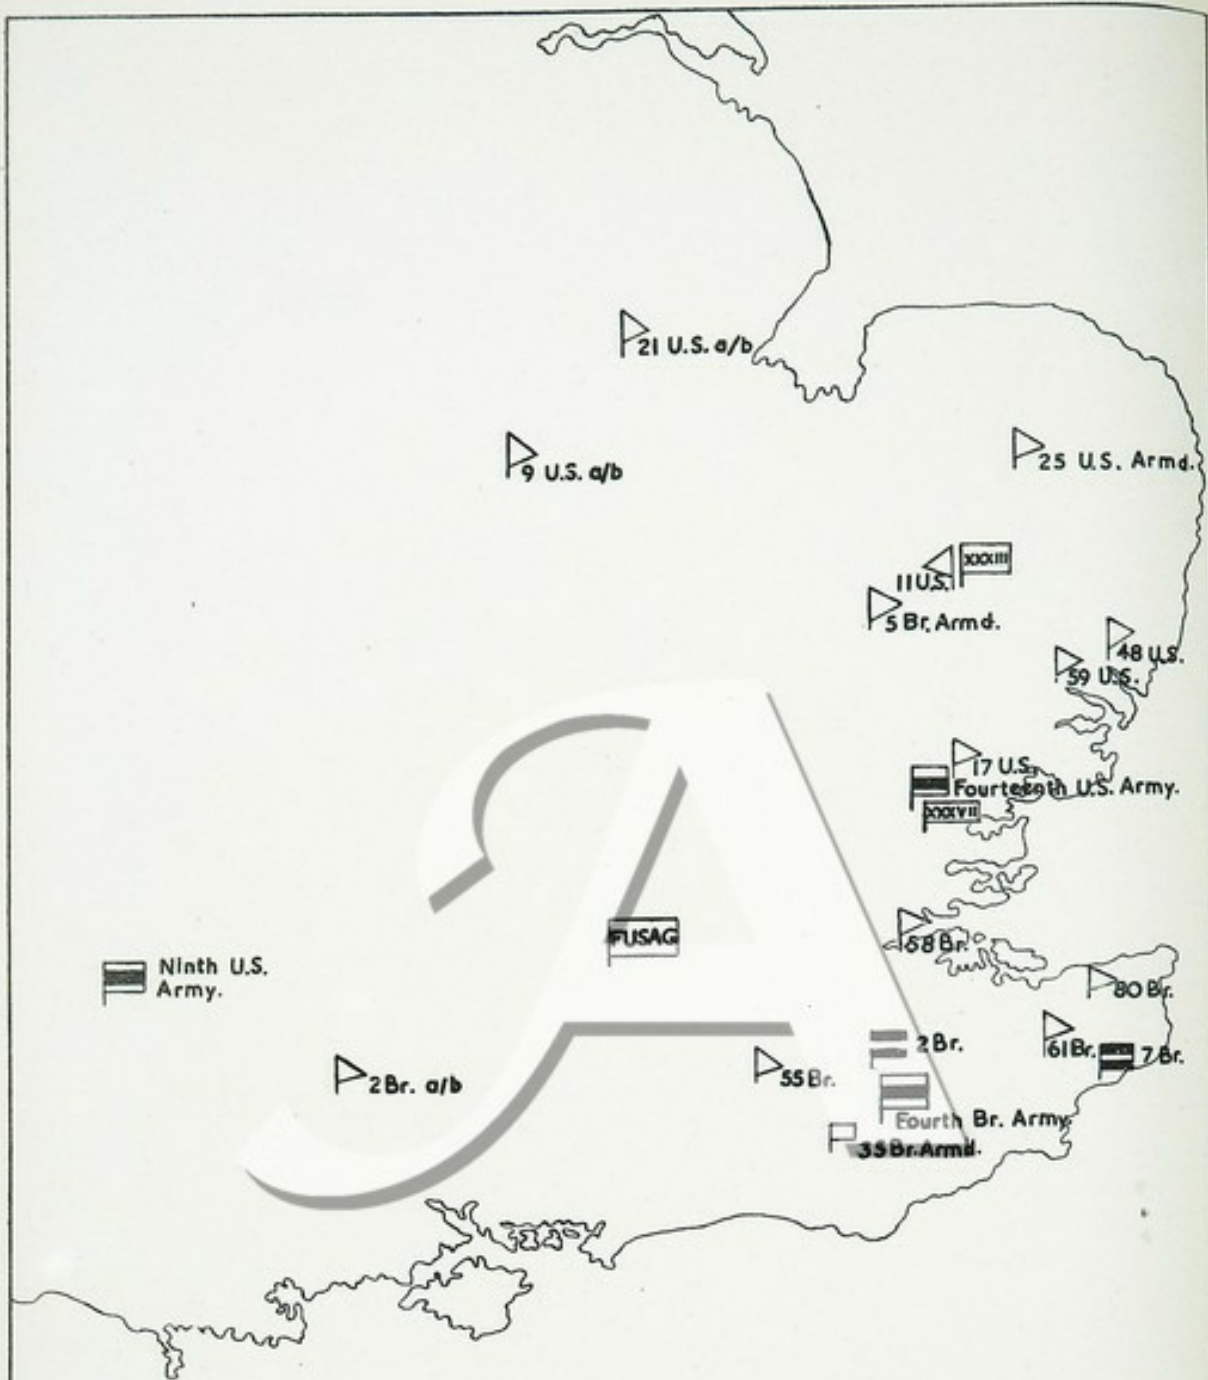 21 U.S. a/b
9 U.S. a/b
25 U.S. Armd.
XXXIII
11 U.S.
5 Br. Armd.
48 U.S.
59 U.S.
17 U.S.
Fourteenth U.S. Army.
XXXVII
FUSAG
58 Br.
Ninth U.S.
Army.
80 Br.
61 Br.
7 Br.
2 Br.
2 Br. a/b
55 Br.
Fourth Br. Army
35 Br. Armd.
A